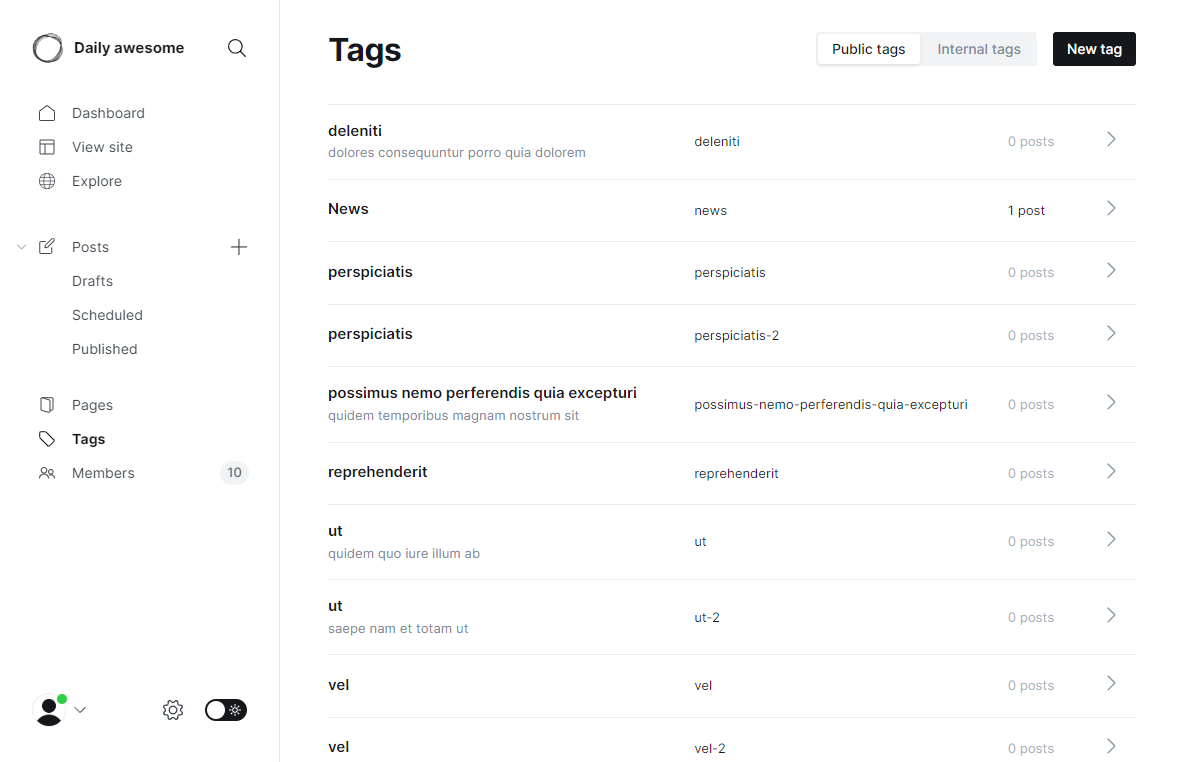 Daily awesome
Dashboard
View site
Explore
Posts
Drafts
Scheduled
Published
Pages
Tags
Members 10
Tags
Public tags Internal tags New tag
deleniti
dolores consequuntur porro quia dolorem
deleniti 0 posts
News news 1 post
perspiciatis perspiciatis 0 posts
perspiciatis perspiciatis-2 0 posts
possimus nemo perferendis quia excepturi
quidem temporibus magnam nostrum sit
possimus-nemo-perferendis-quia-excepturi 0 posts
reprehenderit reprehenderit 0 posts
ut
quidem quo iure illum ab
ut 0 posts
ut
saepe nam et totam ut
ut-2 0 posts
vel vel 0 posts
vel vel-2 0 posts